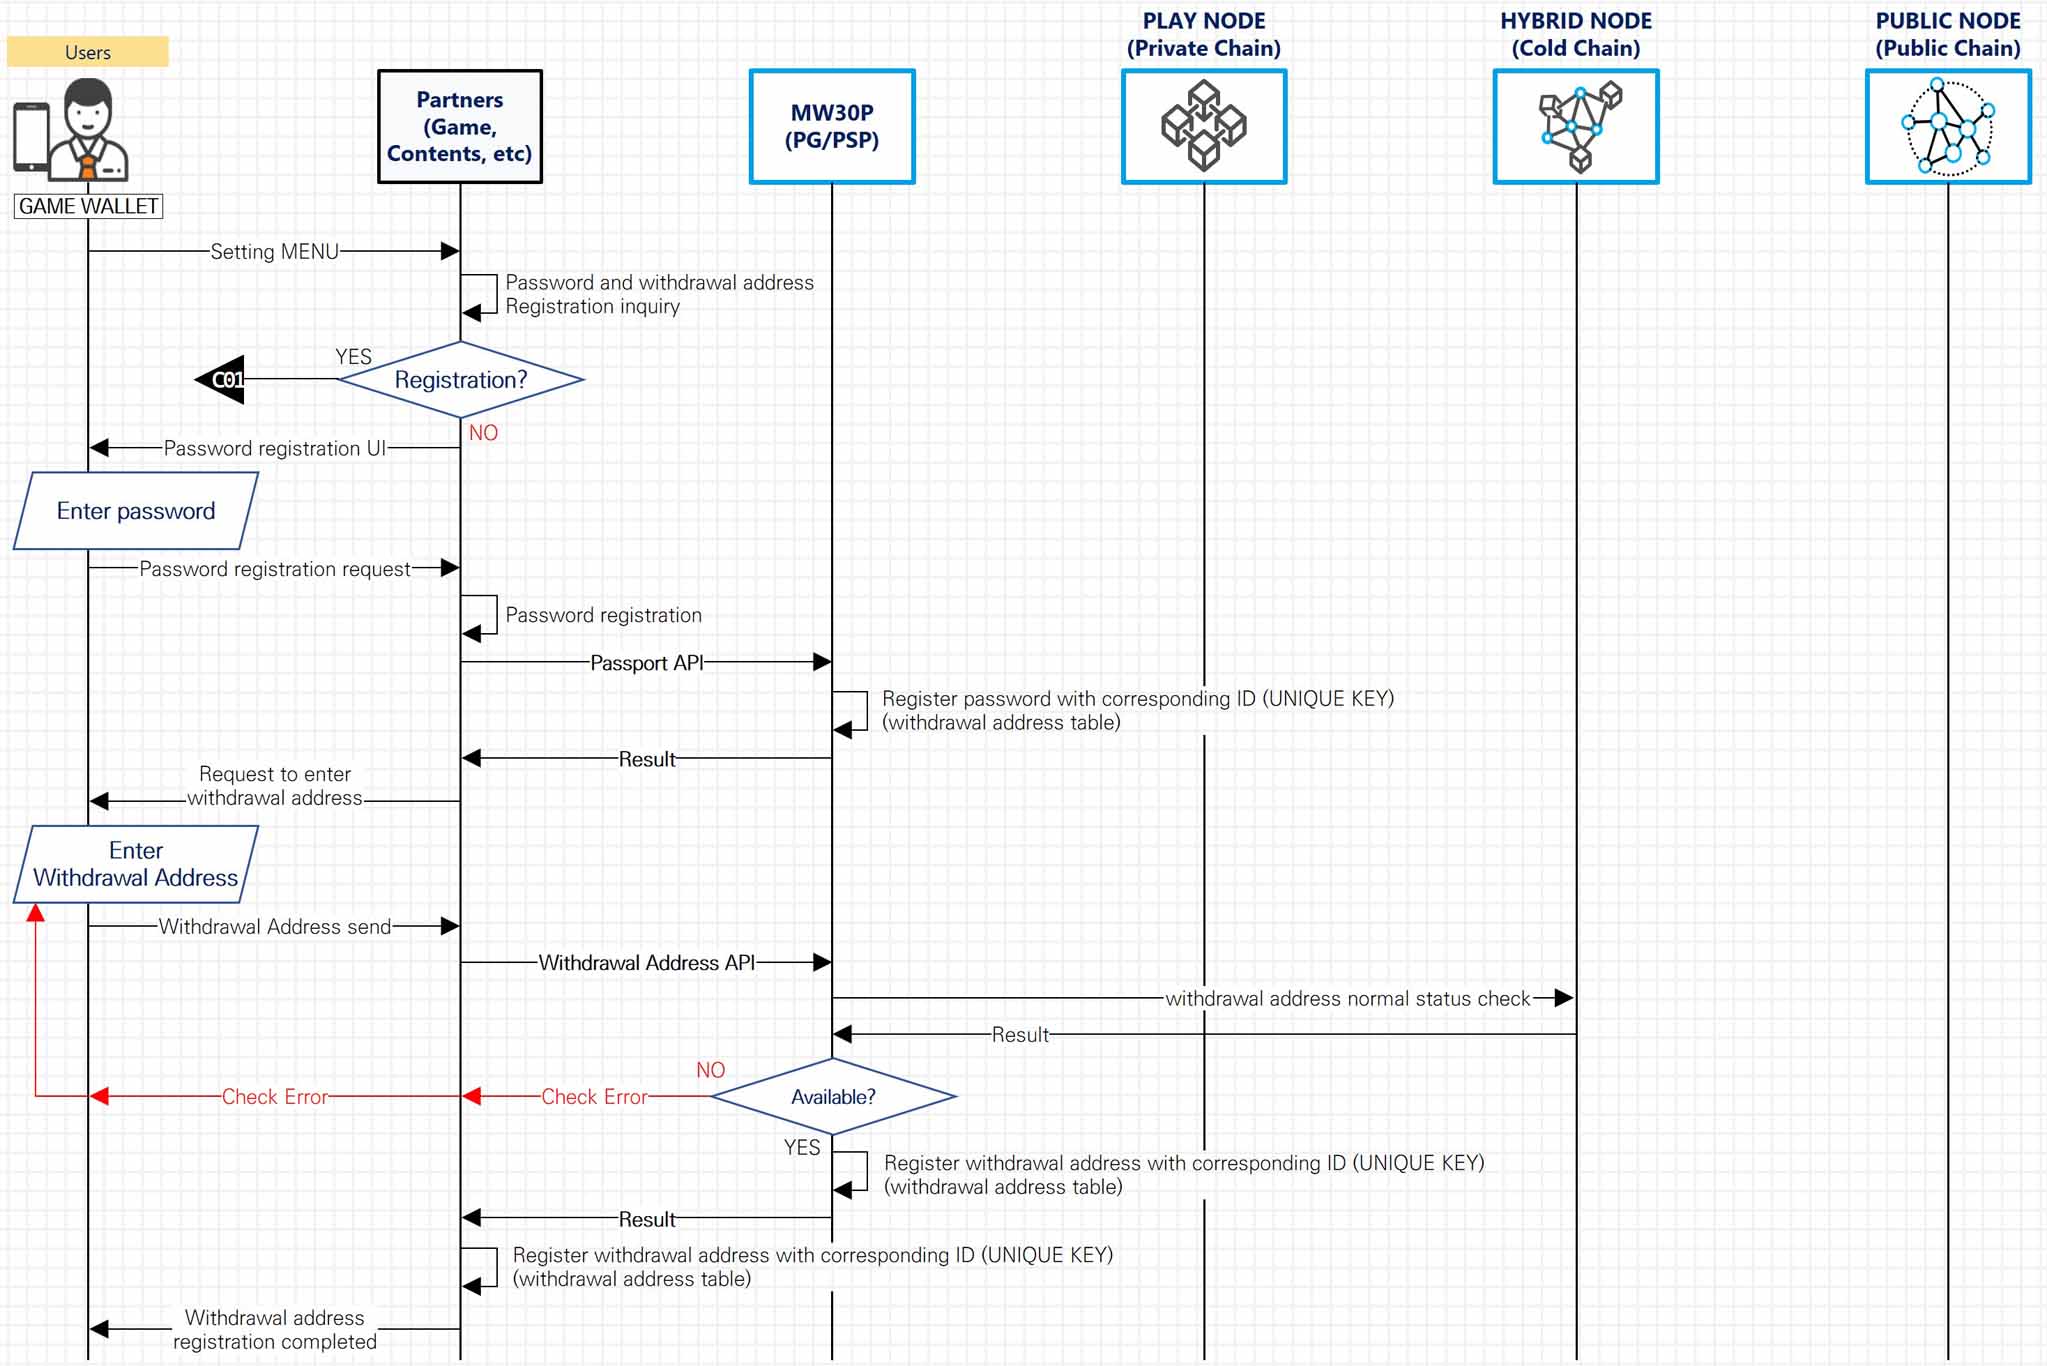 Users
GAME WALLET
Partners
(Game,
Contents, etc)
MW30P
(PG/PSP)
PLAY NODE
(Private Chain)
HYBRID NODE
(Cold Chain)
PUBLIC NODE
(Public Chain)
Setting MENU
Password and withdrawal address
Registration inquiry
YES
C01
Registration?
NO
Password registration UI
Enter password
Password registration request
Password registration
Passport API
Register password with corresponding ID (UNIQUE KEY)
(withdrawal address table)
Result
Request to enter
withdrawal address
Enter
Withdrawal Address
Withdrawal Address send
Withdrawal Address API
withdrawal address normal status check
Result
NO
Check Error
Check Error
Available?
YES
Register withdrawal address with corresponding ID (UNIQUE KEY)
(withdrawal address table)
Result
Register withdrawal address with corresponding ID (UNIQUE KEY)
(withdrawal address table)
Withdrawal address
registration completed